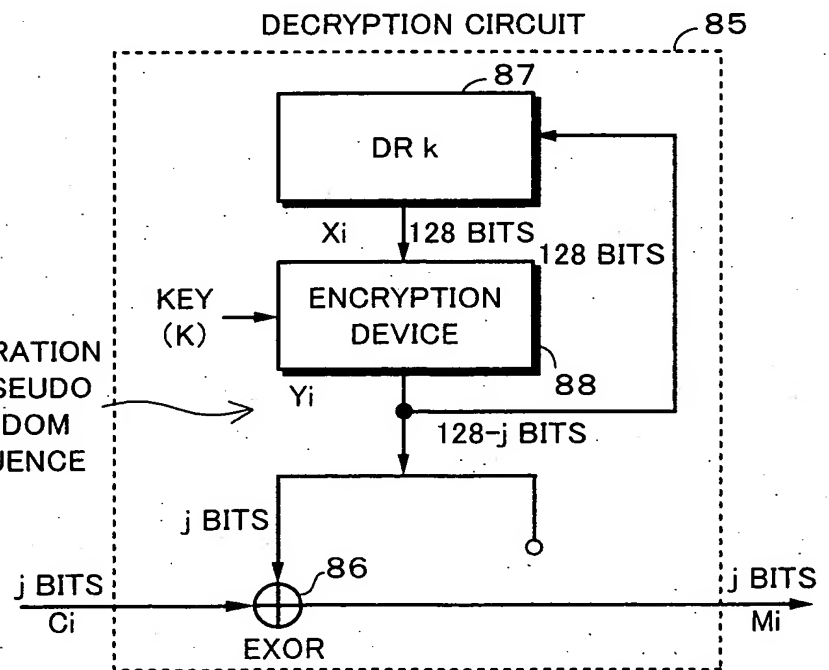 DECRYPTION CIRCUIT
85
87
DR k
Xi
128 BITS
128 BITS
KEY
(K)
ENCRYPTION
DEVICE
88
RATION
SEUDO
DOM
UENCE
Yi
128-j BITS
j BITS
86
j BITS
Ci
EXOR
j BITS
Mi